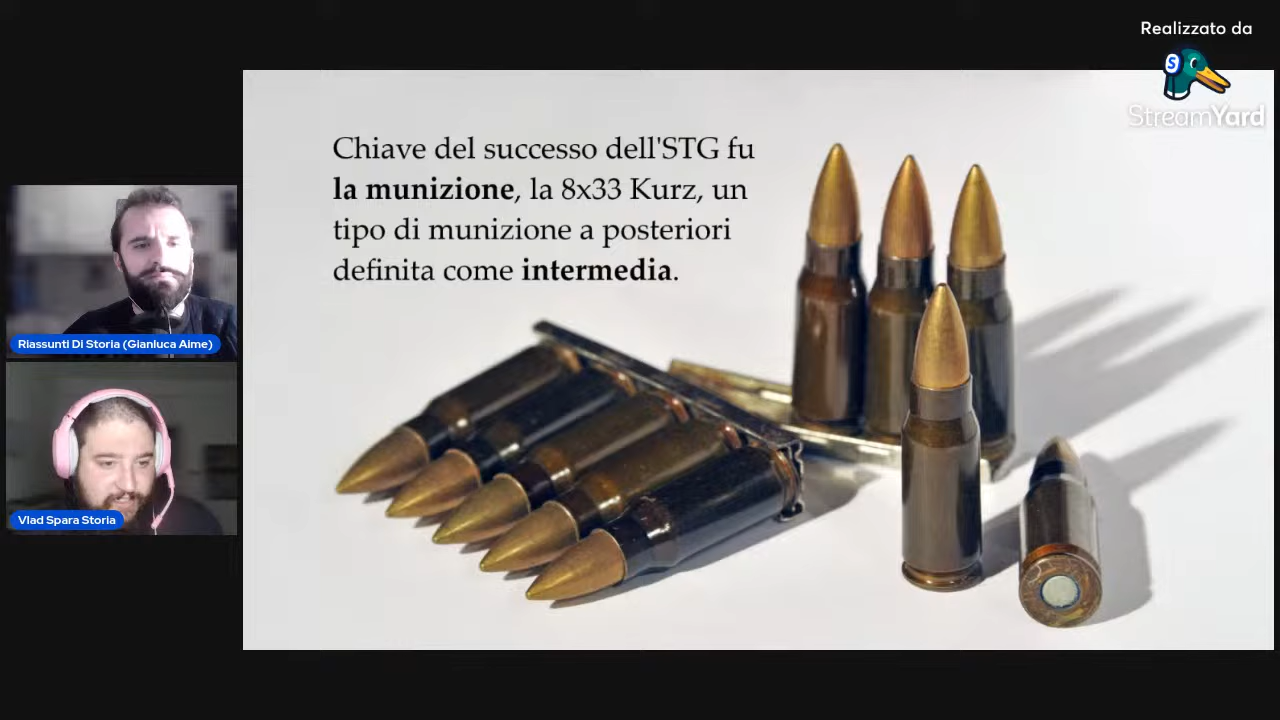 Realizzato da
StreamYard
Chiave del successo dell'STG fu
la munizione, la 8x33 Kurz, un
tipo di munizione a posteriori
definita come intermedia.
Riassunti Di Storia (Gianluca Aime)
Vlad Spara Storia